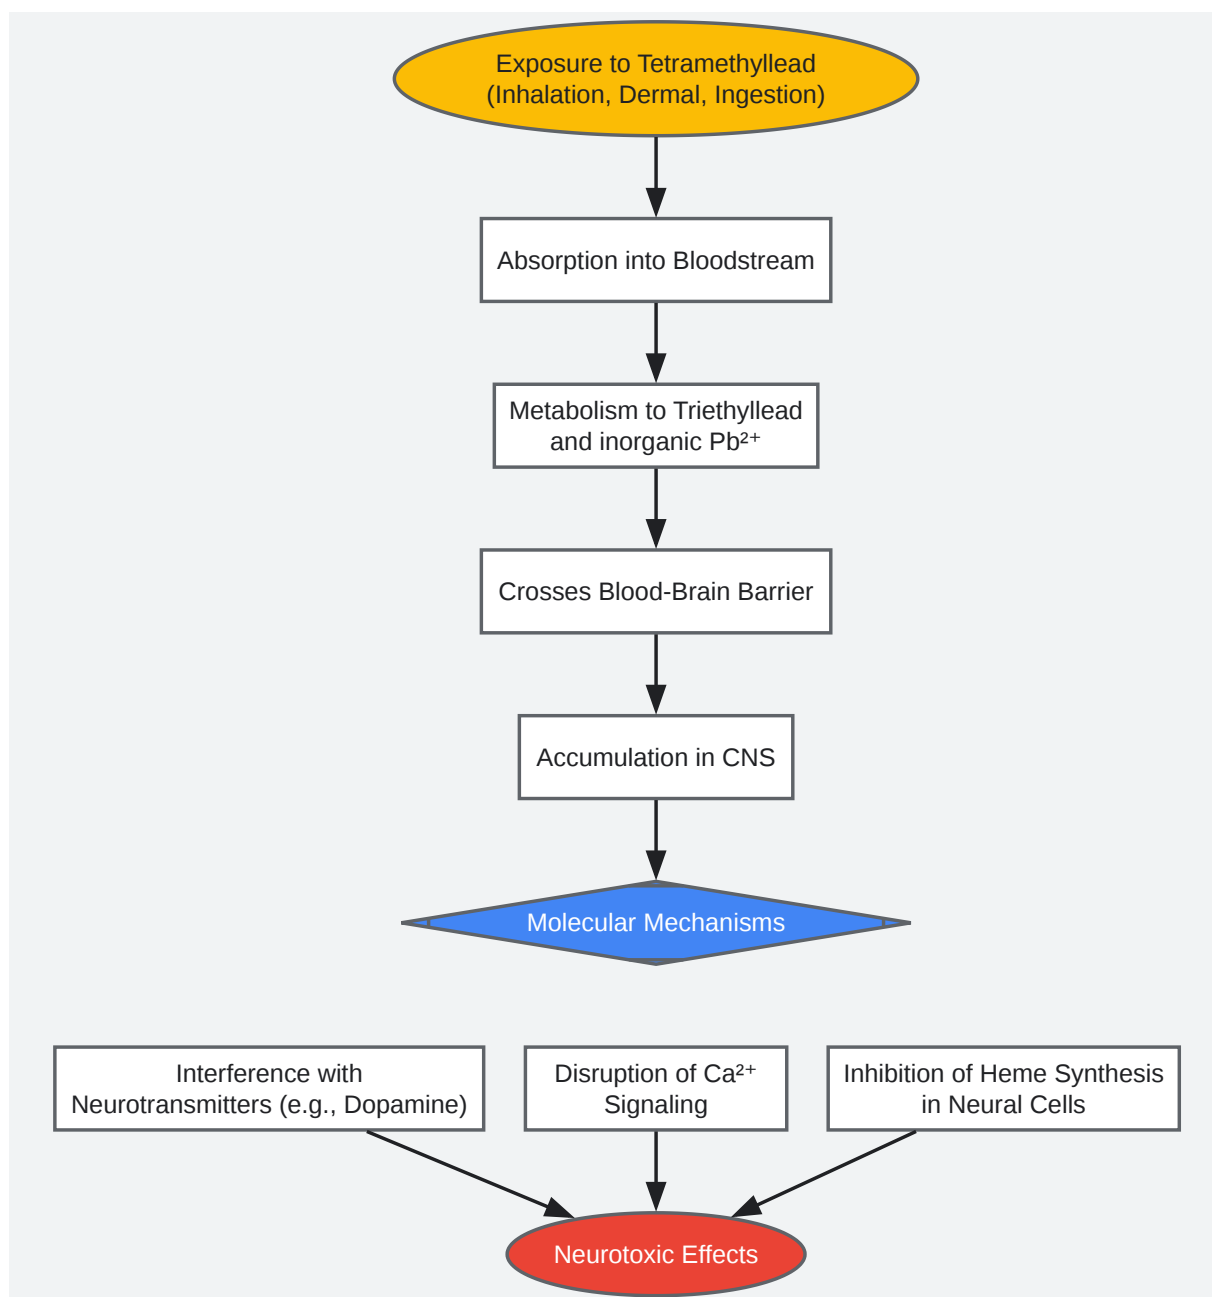 Exposure to Tetramethyllead
(Inhalation, Dermal, Ingestion)
Absorption into Bloodstream
Metabolism to Triethyllead
and inorganic Pb²⁺
Crosses Blood-Brain Barrier
Accumulation in CNS
Molecular Mechanisms
Interference with
Neurotransmitters (e.g., Dopamine)
Disruption of Ca²⁺
Signaling
Inhibition of Heme Synthesis
in Neural Cells
Neurotoxic Effects